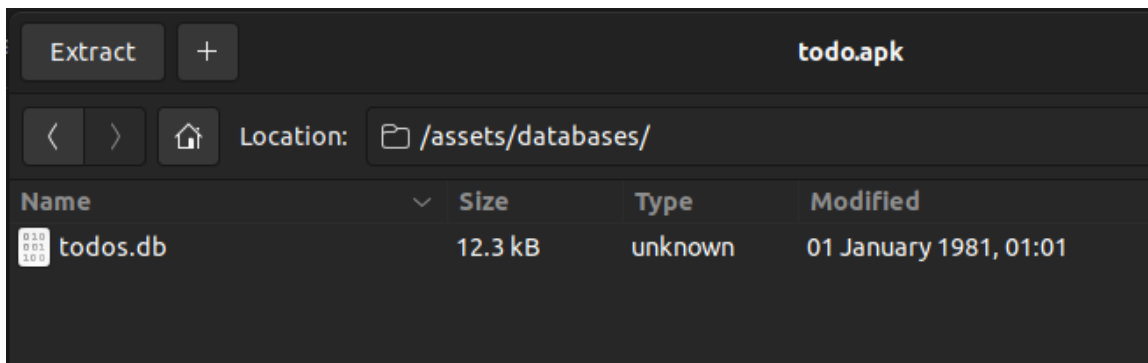 Extract + todo.apk
Location: /assets/databases/
Name Size Type Modified
todos.db 12.3 kB unknown 01 January 1981, 01:01